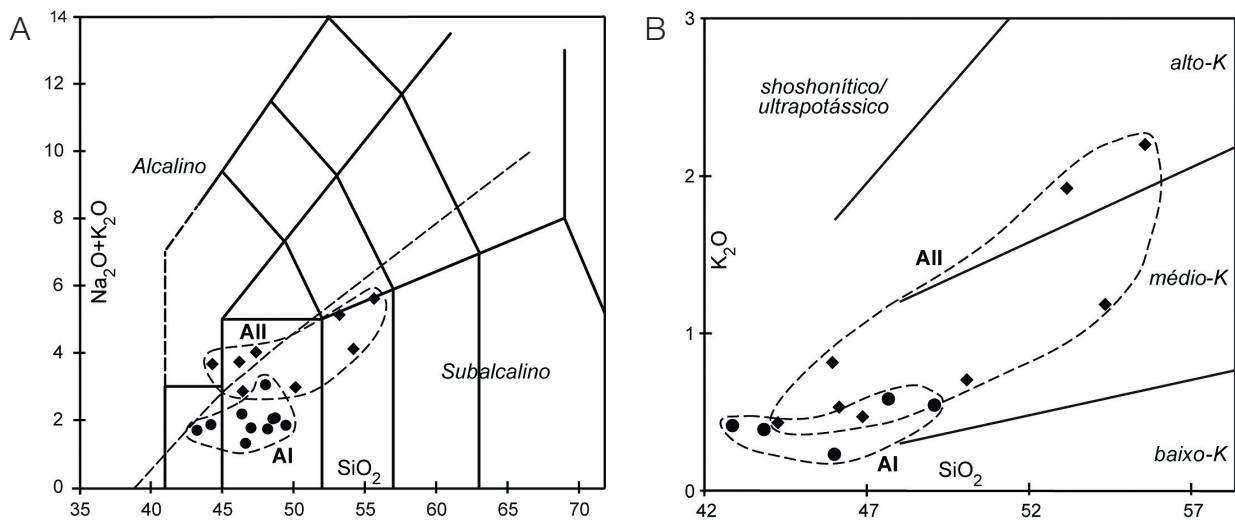 A
14
12
10
8
6
4
2
0
Na₂O+K₂O
Alcalino
Subalcalino
AII
AI
SiO₂
35 40 45 50 55 60 65 70
B
3
2
1
0
K₂O
shoshonítico/
ultrapotássico
alto-K
AII
médio-K
AI
baixo-K
SiO₂
42 47 52 57